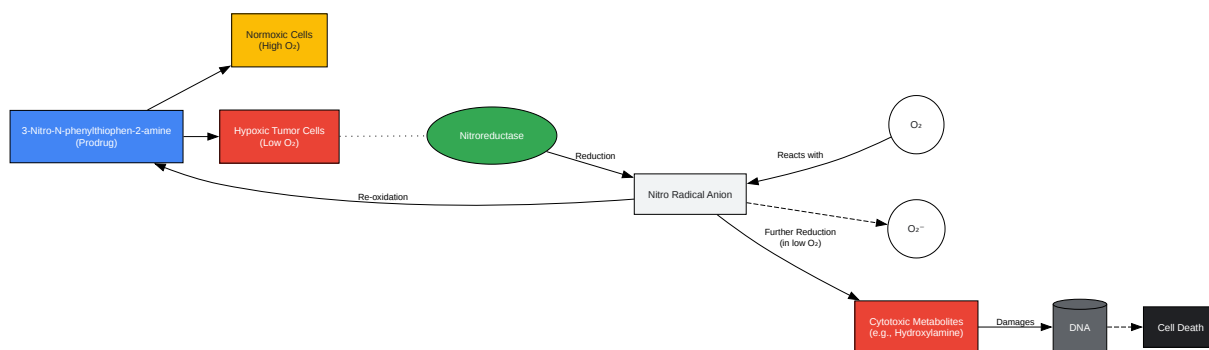 Normoxic Cells
(High O₂)
3-Nitro-N-phenylthiophen-2-amine
(Prodrug)
Hypoxic Tumor Cells
(Low O₂)
Nitroreductase
O₂
Reduction
Reacts with
Re-oxidation
Nitro Radical Anion
O₂⁻
Further Reduction
(in low O₂)
Cytotoxic Metabolites
(e.g., Hydroxylamine)
Damages
DNA
Cell Death